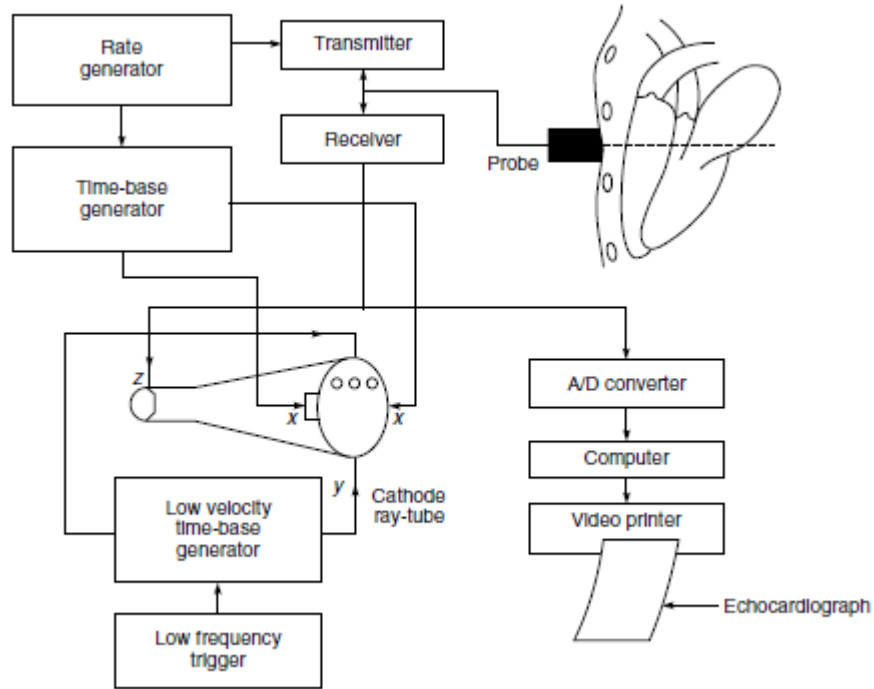 Rate
generator
Transmitter
Receiver
Probe
Time-base
generator
z
x
x
y
Cathode
ray-tube
A/D converter
Computer
Video printer
Echocardiograph
Low velocity
time-base
generator
Low frequency
trigger